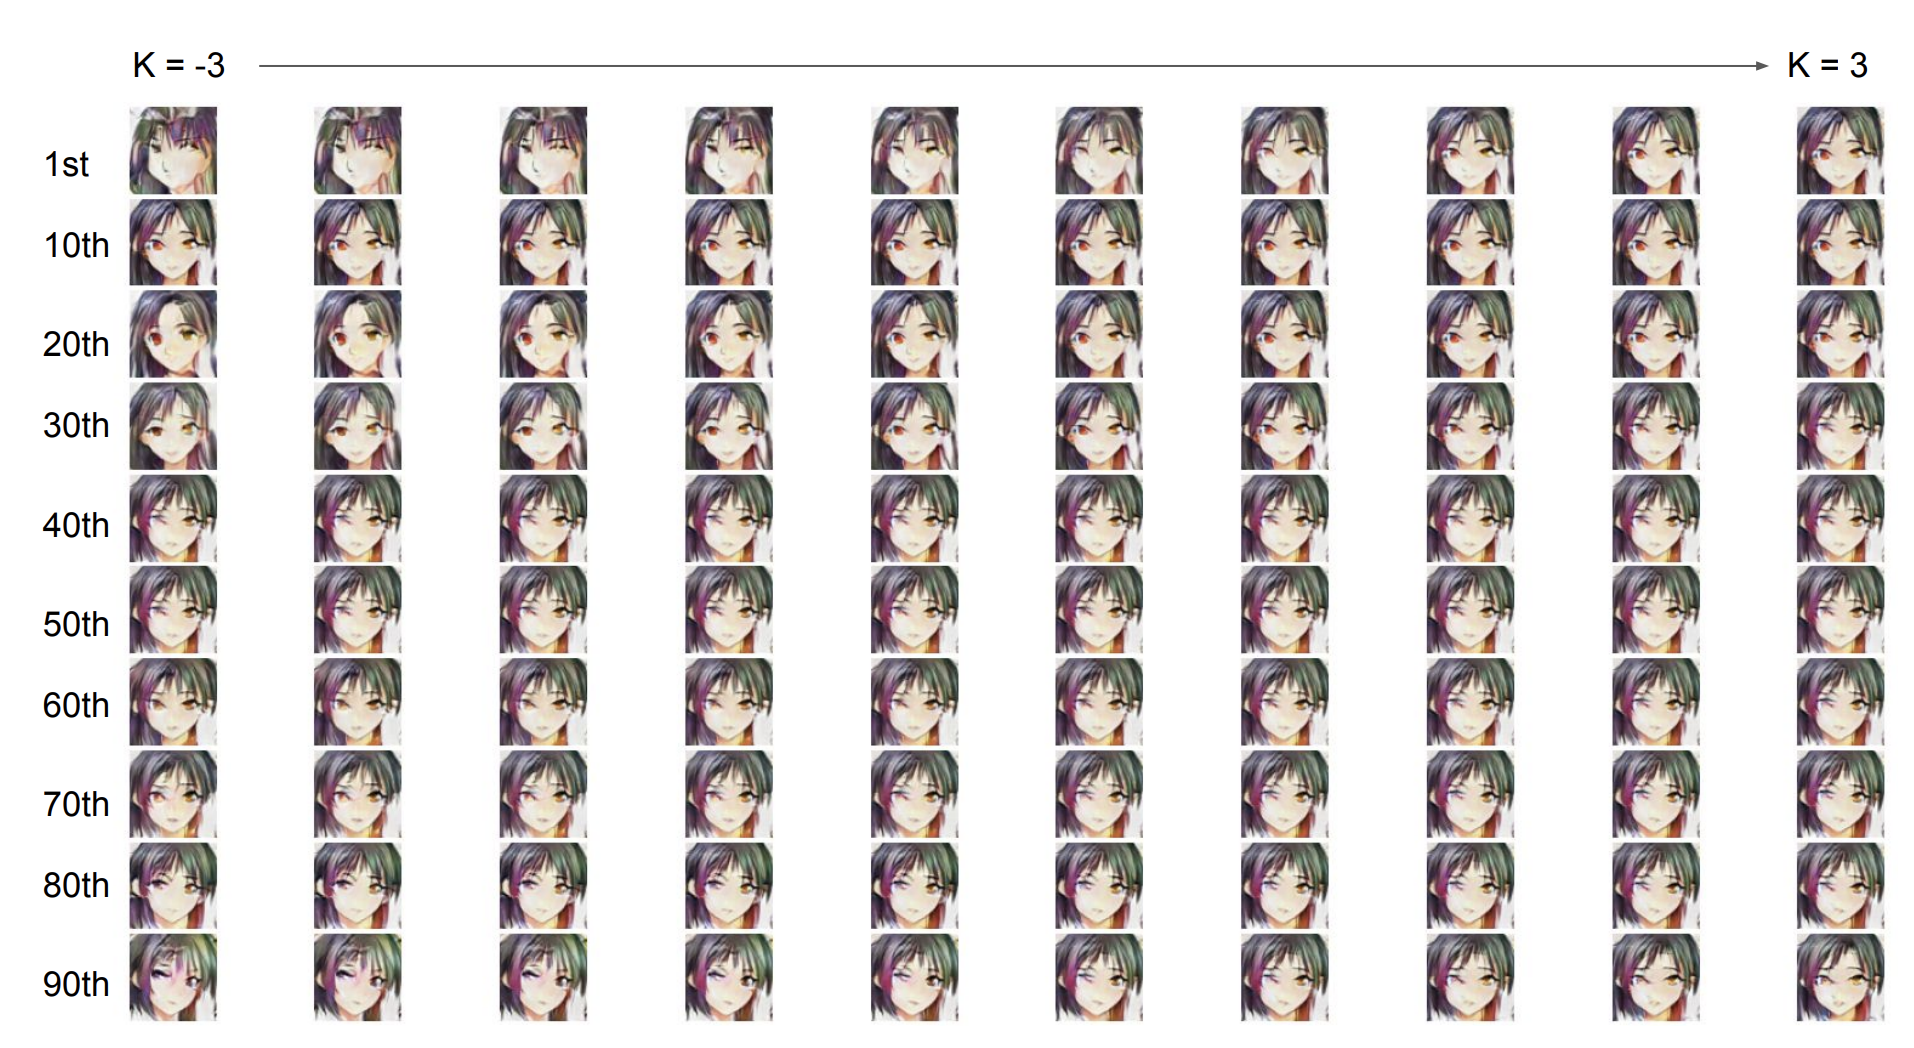 K = -3
K = 3
1st
10th
20th
30th
40th
50th
60th
70th
80th
90th